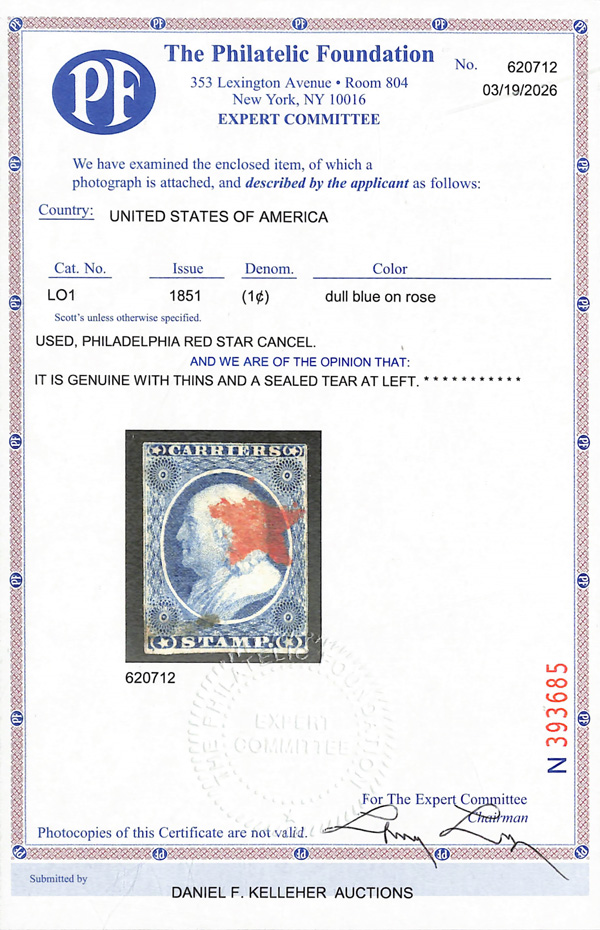 PF
The Philatelic Foundation
353 Lexington Avenue • Room 804
New York, NY 10016
EXPERT COMMITTEE
No. 620712
03/19/2026
We have examined the enclosed item, of which a
photograph is attached, and described by the applicant as follows:
Country: UNITED STATES OF AMERICA
Cat. No. Issue Denom. Color
LO1 1851 (1¢) dull blue on rose
Scott's unless otherwise specified.
USED, PHILADELPHIA RED STAR CANCEL.
AND WE ARE OF THE OPINION THAT:
IT IS GENUINE WITH THINS AND A SEALED TEAR AT LEFT. * * * * * * * * * * *
CARRIERS
STAMP.
620712
THE PHILATELIC FOUNDATION
EXPERT
COMMITTEE
N 393685
For The Expert Committee
Chairman
Photocopies of this Certificate are not valid.
Submitted by
DANIEL F. KELLEHER AUCTIONS